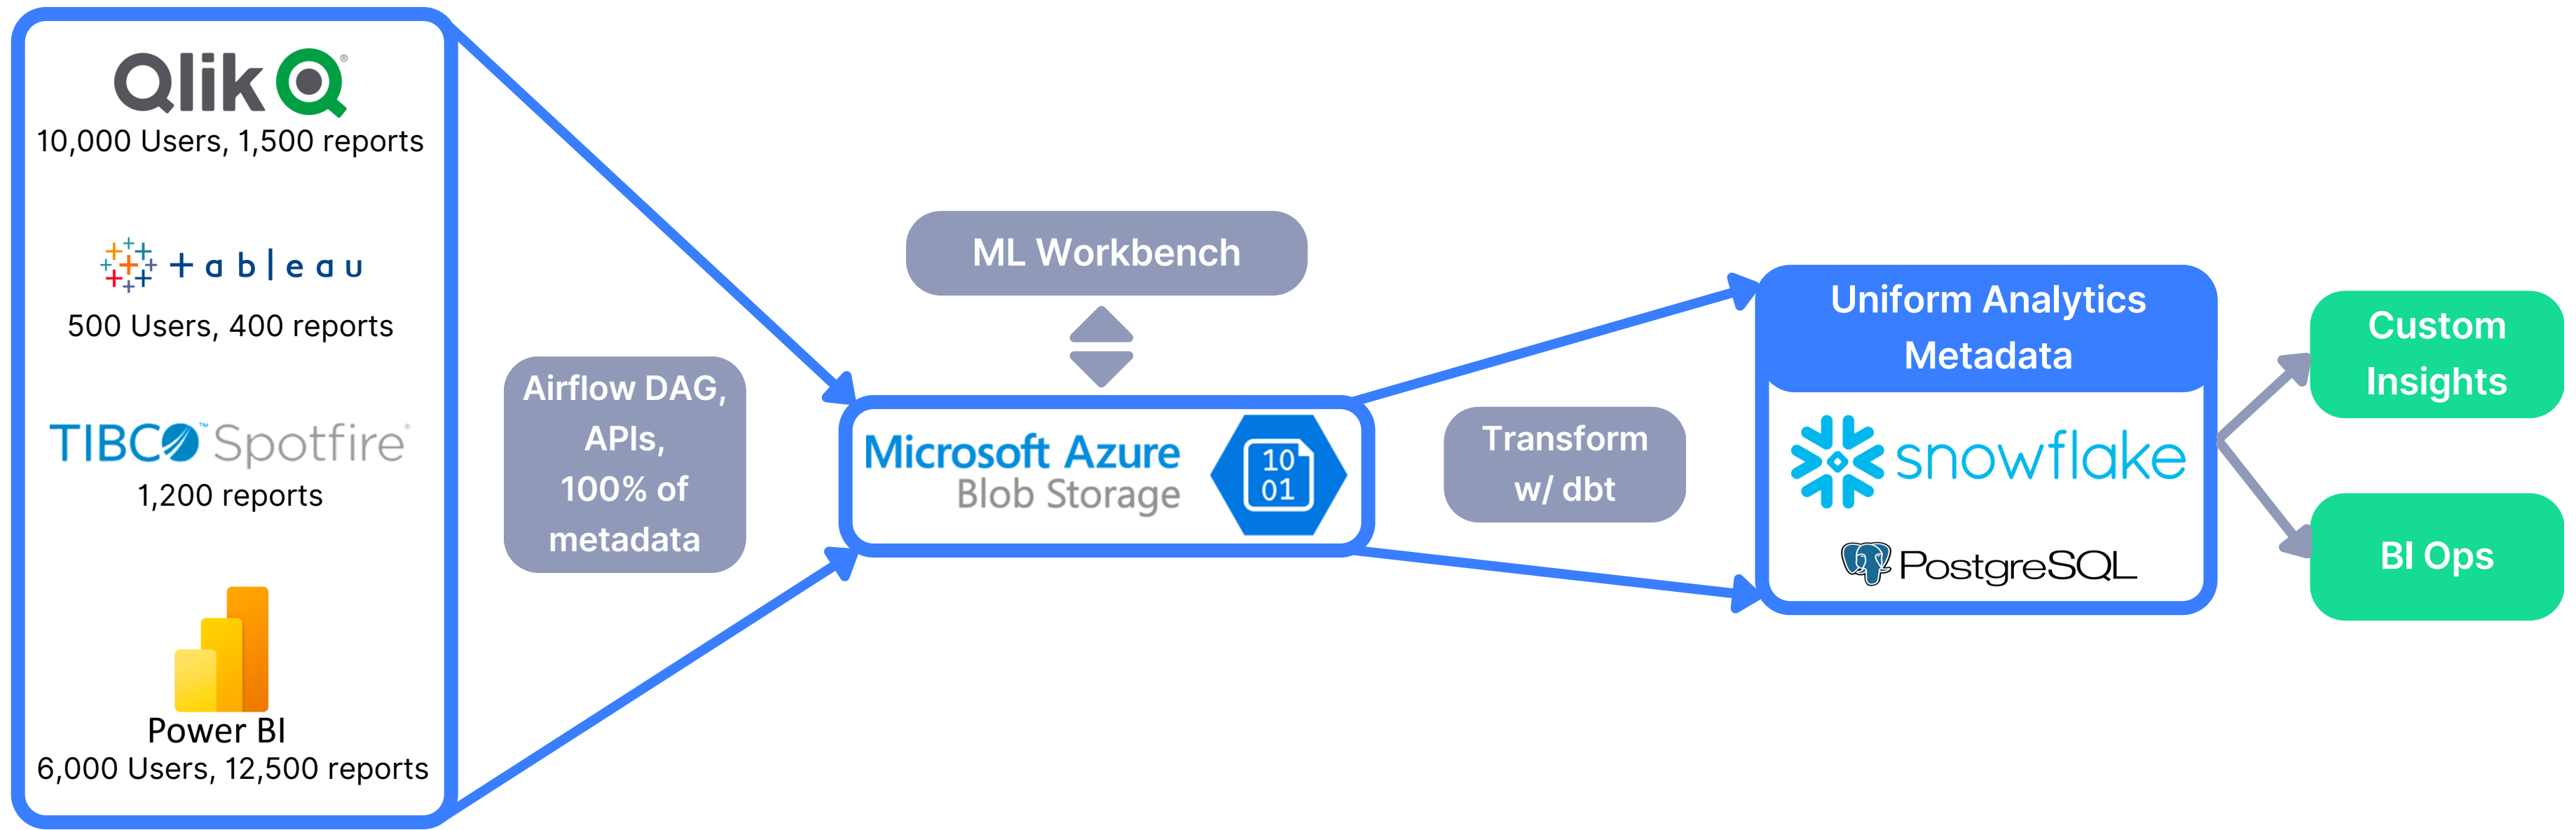 Qlik
10,000 Users, 1,500 reports
+ableau
500 Users, 400 reports
TIBCO™ Spotfire®
1,200 reports
Power BI
6,000 Users, 12,500 reports
Airflow DAG,
APIs,
100% of
metadata
ML Workbench
Microsoft Azure
Blob Storage
10
01
Transform
w/ dbt
Uniform Analytics
Metadata
snowflake
PostgreSQL
Custom
Insights
BI Ops